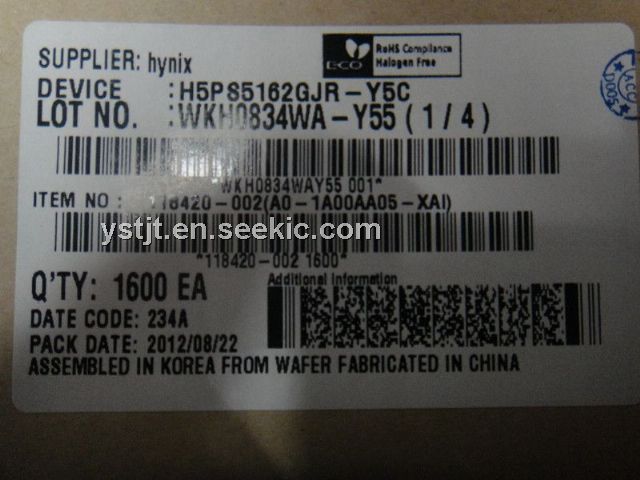 SUPPLIER: hynix
ECO
RoHS Compliance
Halogen Free
DEVICE : H5PS5162GJR-Y5C
LOT NO. : WKH0834WA-Y55 ( 1 / 4 )
*WKH0834WAY55 001*
ITEM NO : 118420-002(A0-1A00AA05-XAI)
ystjt.en.seekic.com
*118420-002 1600*
Q'TY: 1600 EA
Additional Information
DATE CODE: 234A
PACK DATE: 2012/08/22
ASSEMBLED IN KOREA FROM WAFER FABRICATED IN CHINA